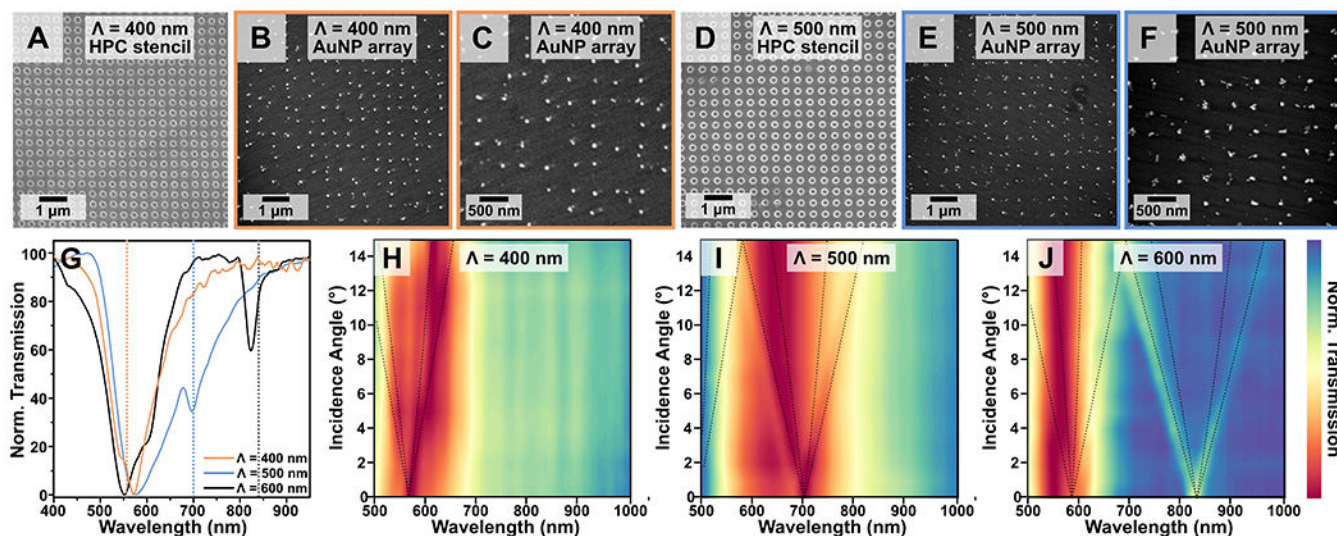 A
Λ = 400 nm
HPC stencil
1 μm
B
Λ = 400 nm
AuNP array
1 μm
C
Λ = 400 nm
AuNP array
500 nm
D
Λ = 500 nm
HPC stencil
1 μm
E
Λ = 500 nm
AuNP array
1 μm
F
Λ = 500 nm
AuNP array
500 nm
G
Norm. Transmission
100
80
60
40
20
0
Λ = 400 nm
Λ = 500 nm
Λ = 600 nm
400 500 600 700 800 900
Wavelength (nm)
H
Λ = 400 nm
Incidence Angle (°)
14
12
10
8
6
4
2
0
500 600 700 800 900 1000
Wavelength (nm)
I
Λ = 500 nm
Incidence Angle (°)
14
12
10
8
6
4
2
0
500 600 700 800 900 1000
Wavelength (nm)
J
Λ = 600 nm
Incidence Angle (°)
14
12
10
8
6
4
2
0
500 600 700 800 900 1000
Wavelength (nm)
Norm. Transmission